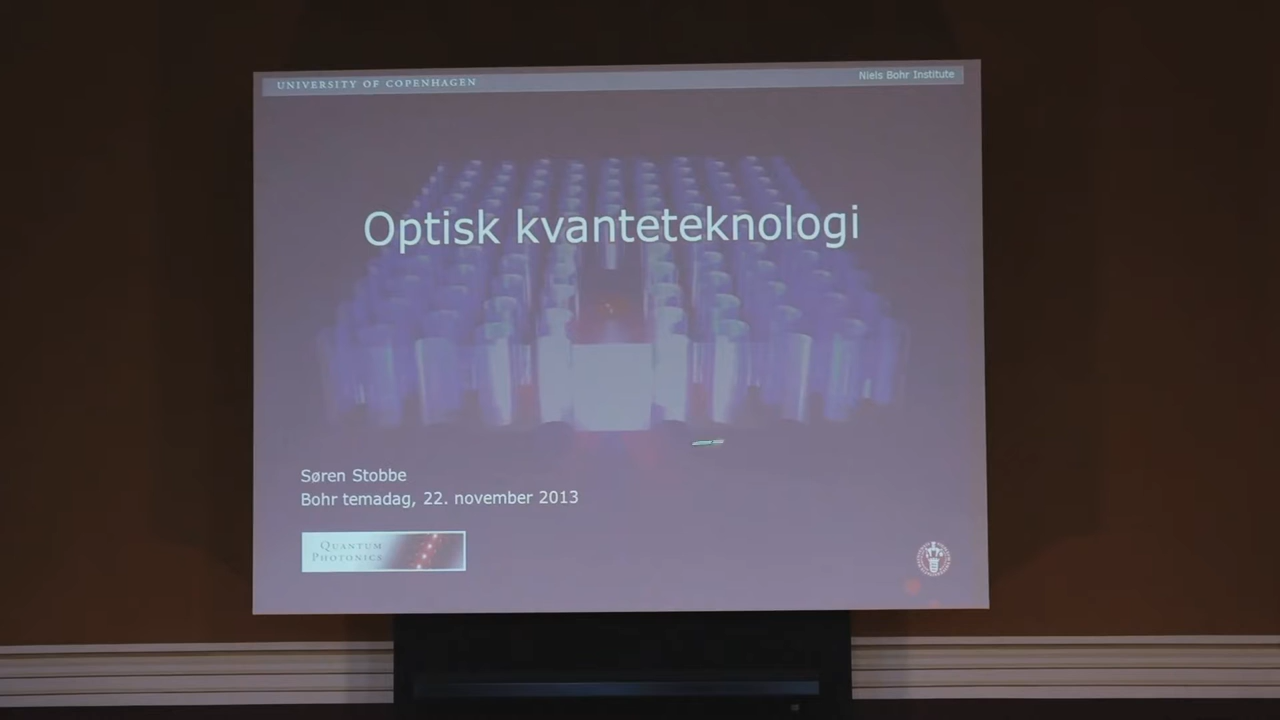 UNIVERSITY OF COPENHAGEN
Niels Bohr Institute
Optisk kvanteteknologi
Søren Stobbe
Bohr temadag, 22. november 2013
QUANTUM
PHOTONICS